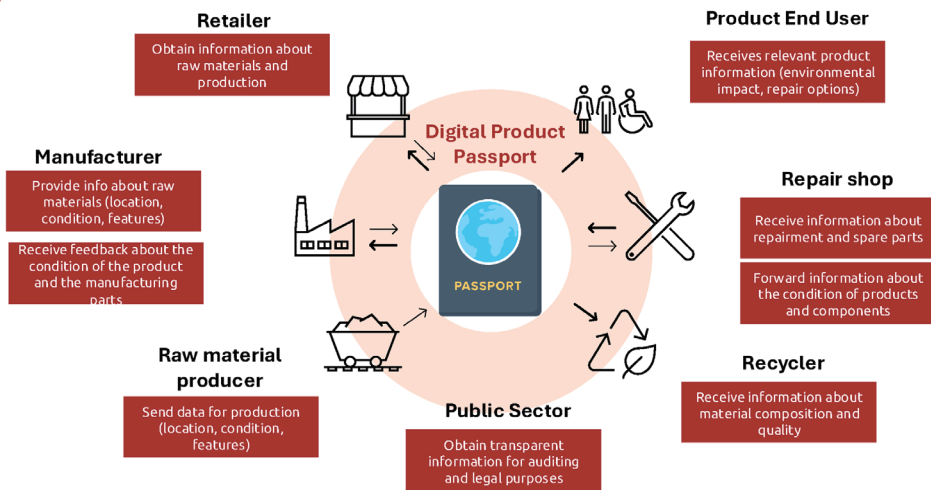 Retailer
Obtain information about
raw materials and
production
Product End User
Receives relevant product
information (environmental
impact, repair options)
Digital Product
Passport
Manufacturer
Provide info about raw
materials (location,
condition, features)
Receive feedback about the
condition of the product
and the manufacturing
parts
PASSPORT
Repair shop
Receive information about
repairment and spare parts
Forward information about
the condition of products
and components
Raw material
producer
Send data for production
(location, condition,
features)
Public Sector
Obtain transparent
information for auditing
and legal purposes
Recycler
Receive information about
material composition and
quality